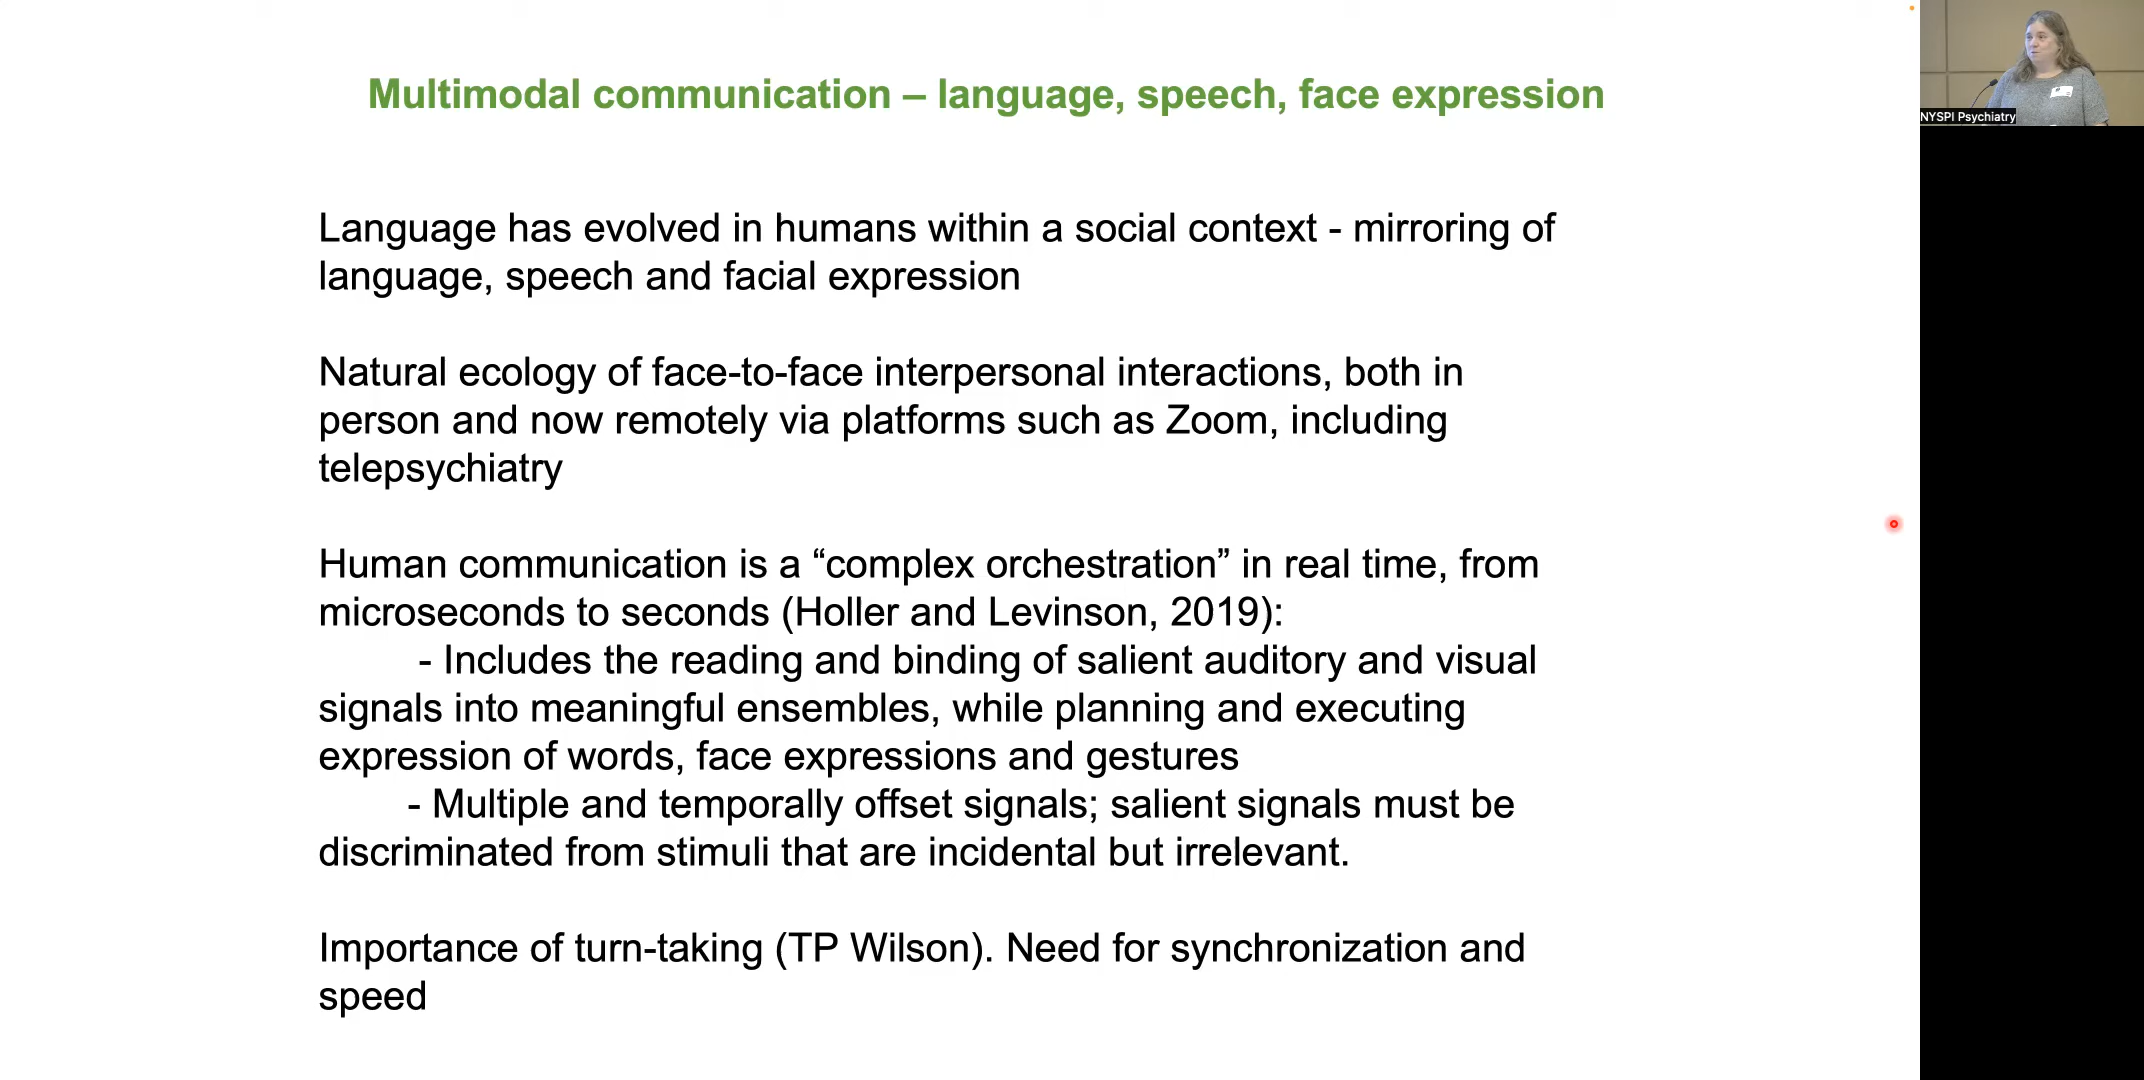 Multimodal communication – language, speech, face expression
NYSPI Psychiatry
Language has evolved in humans within a social context - mirroring of
language, speech and facial expression
Natural ecology of face-to-face interpersonal interactions, both in
person and now remotely via platforms such as Zoom, including
telepsychiatry
Human communication is a “complex orchestration” in real time, from
microseconds to seconds (Holler and Levinson, 2019):
- Includes the reading and binding of salient auditory and visual
signals into meaningful ensembles, while planning and executing
expression of words, face expressions and gestures
- Multiple and temporally offset signals; salient signals must be
discriminated from stimuli that are incidental but irrelevant.
Importance of turn-taking (TP Wilson). Need for synchronization and
speed